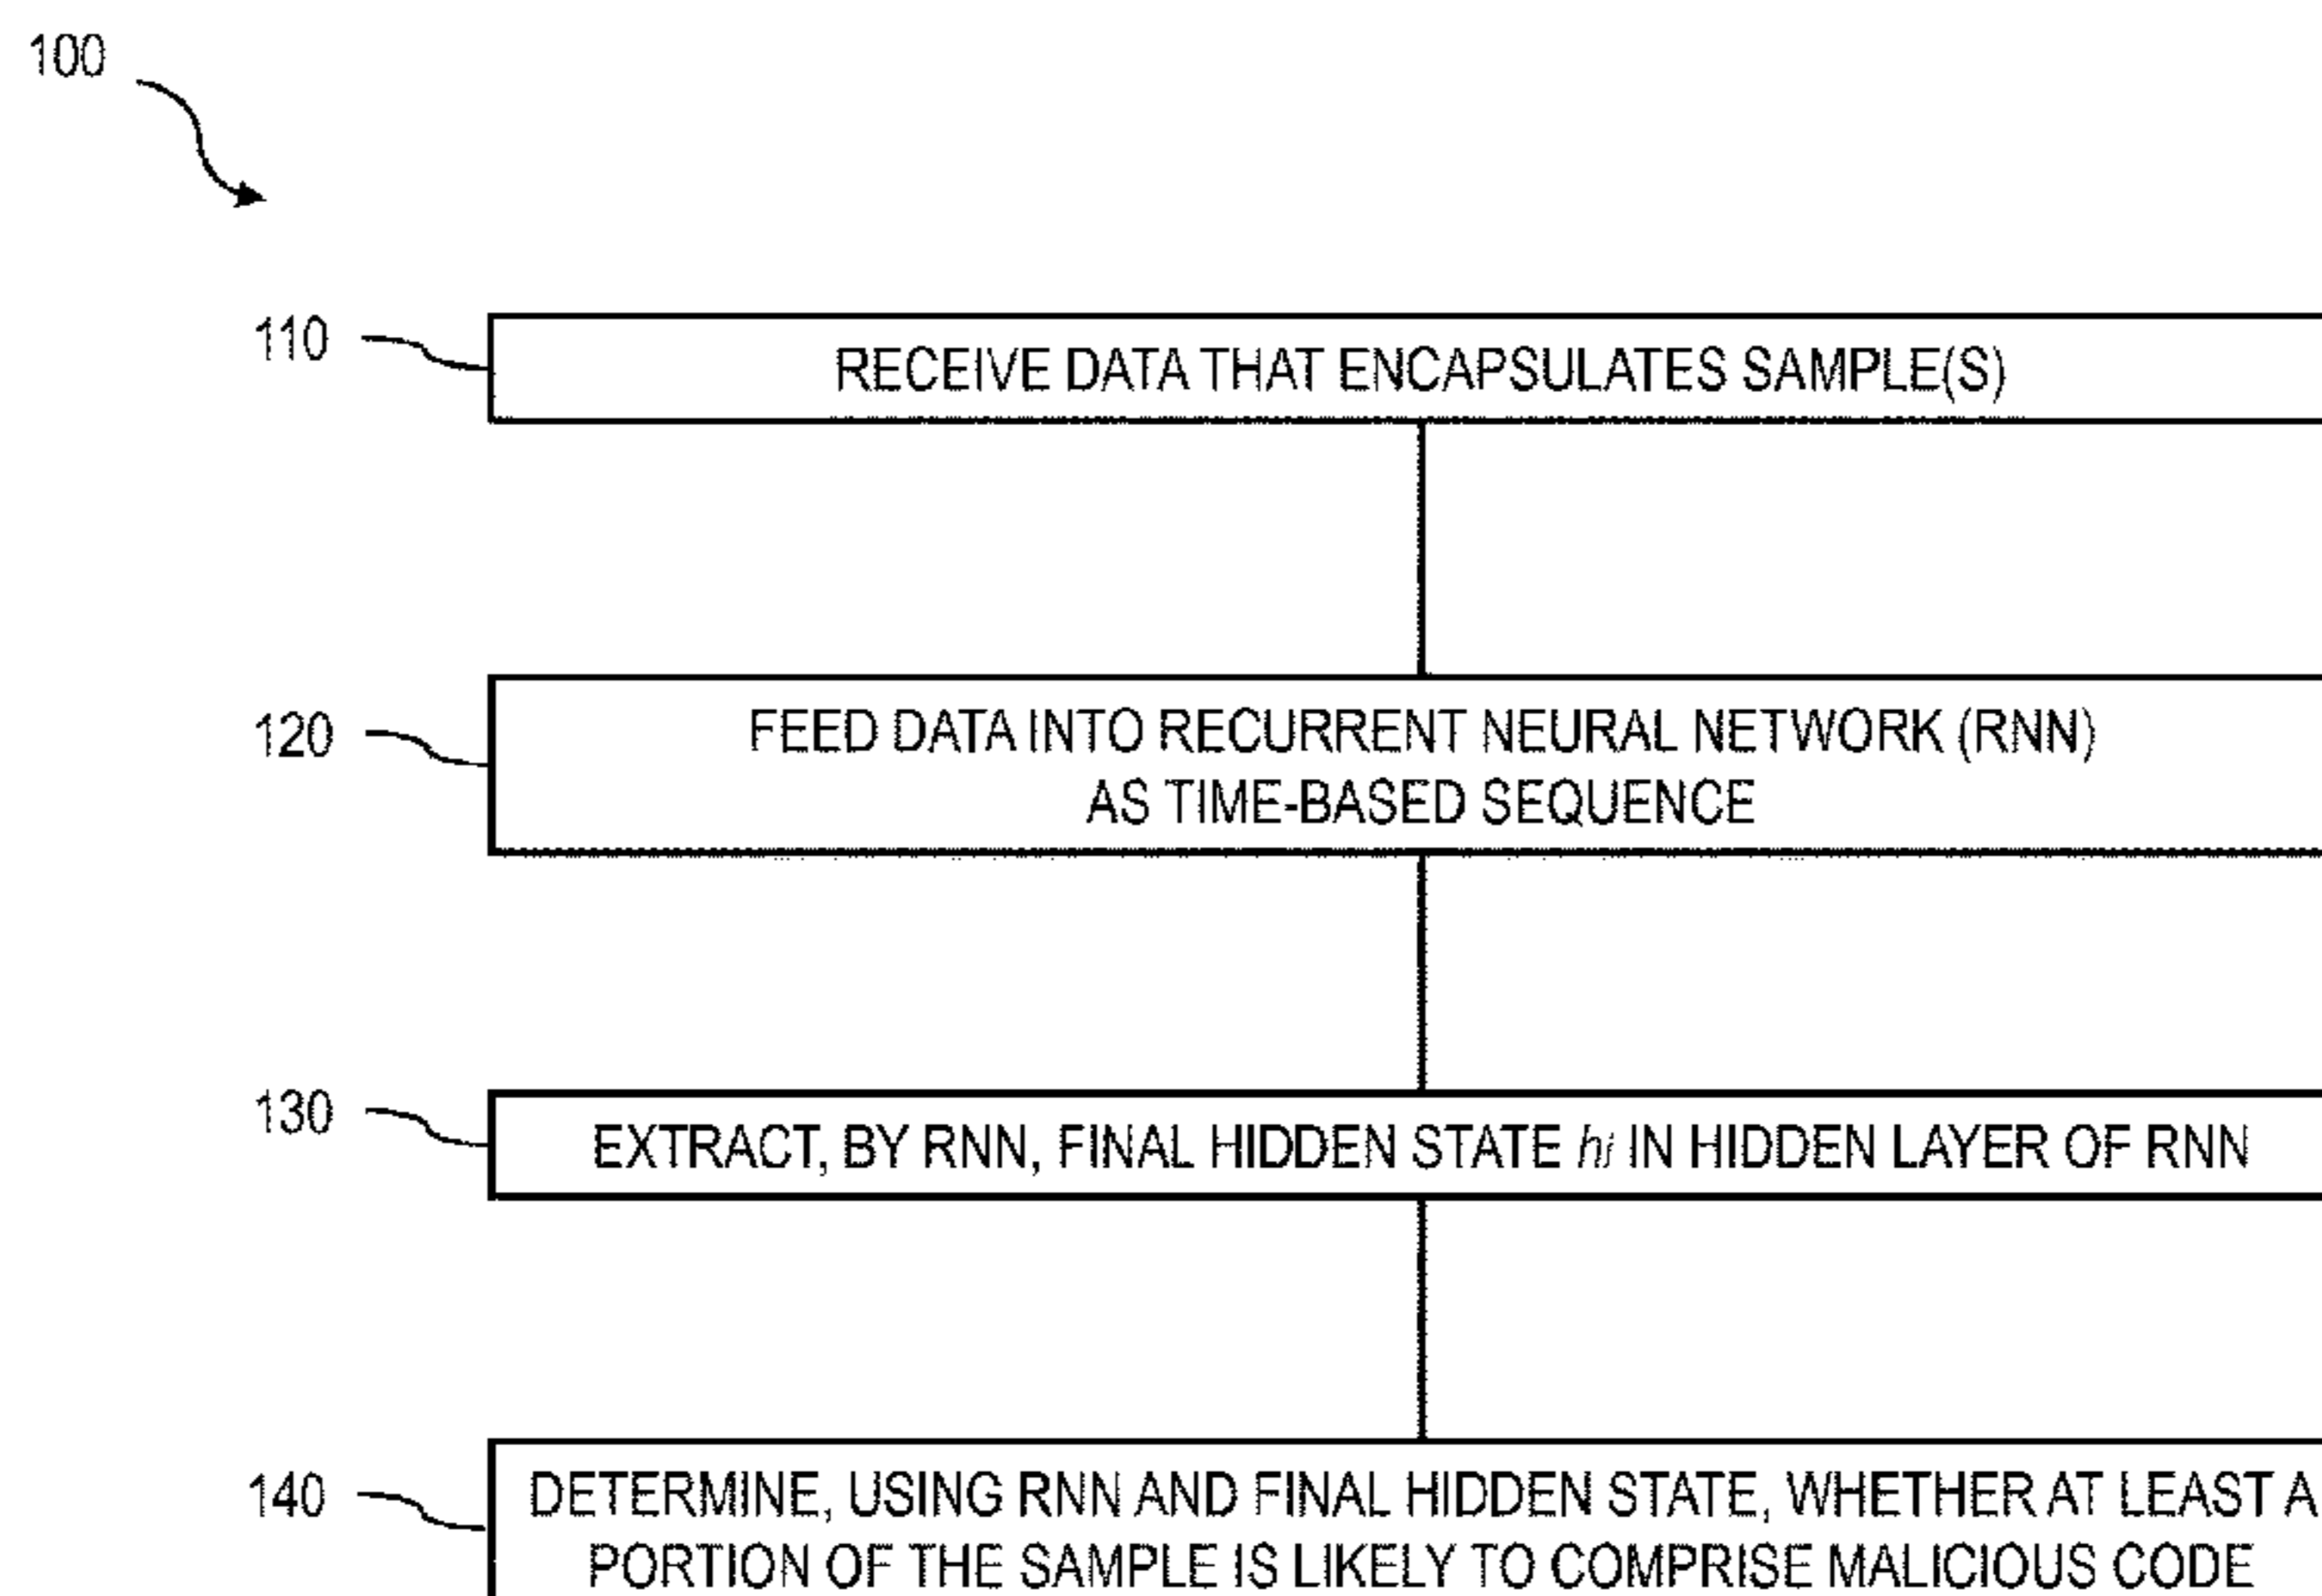 100
110
RECEIVE DATA THAT ENCAPSULATES SAMPLE(S)
120
FEED DATA INTO RECURRENT NEURAL NETWORK (RNN)
AS TIME-BASED SEQUENCE
130
EXTRACT, BY RNN, FINAL HIDDEN STATE hi IN HIDDEN LAYER OF RNN
140
DETERMINE, USING RNN AND FINAL HIDDEN STATE, WHETHER AT LEAST A
PORTION OF THE SAMPLE IS LIKELY TO COMPRISE MALICIOUS CODE